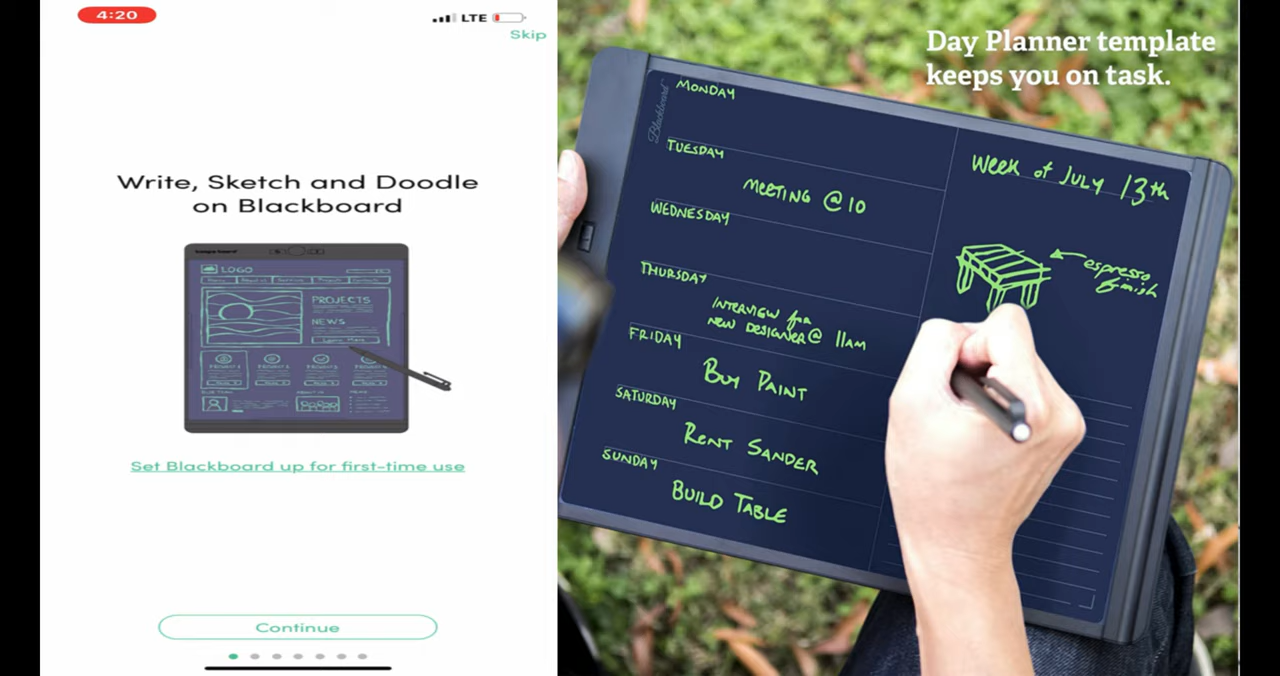 4:20
LTE
Skip
Write, Sketch and Doodle
on Blackboard
LOGO
PROJECTS
NEWS
Set Blackboard up for first-time use
Continue
Day Planner template
keeps you on task.
Blackboard
MONDAY
TUESDAY
MEETING @ 10
WEDNESDAY
THURSDAY
INTERVIEW for
NEW DESIGNER @ 11AM
FRIDAY
BUY PAINT
SATURDAY
RENT SANDER
SUNDAY
BUILD TABLE
Week of JULY 13th
espresso
finish